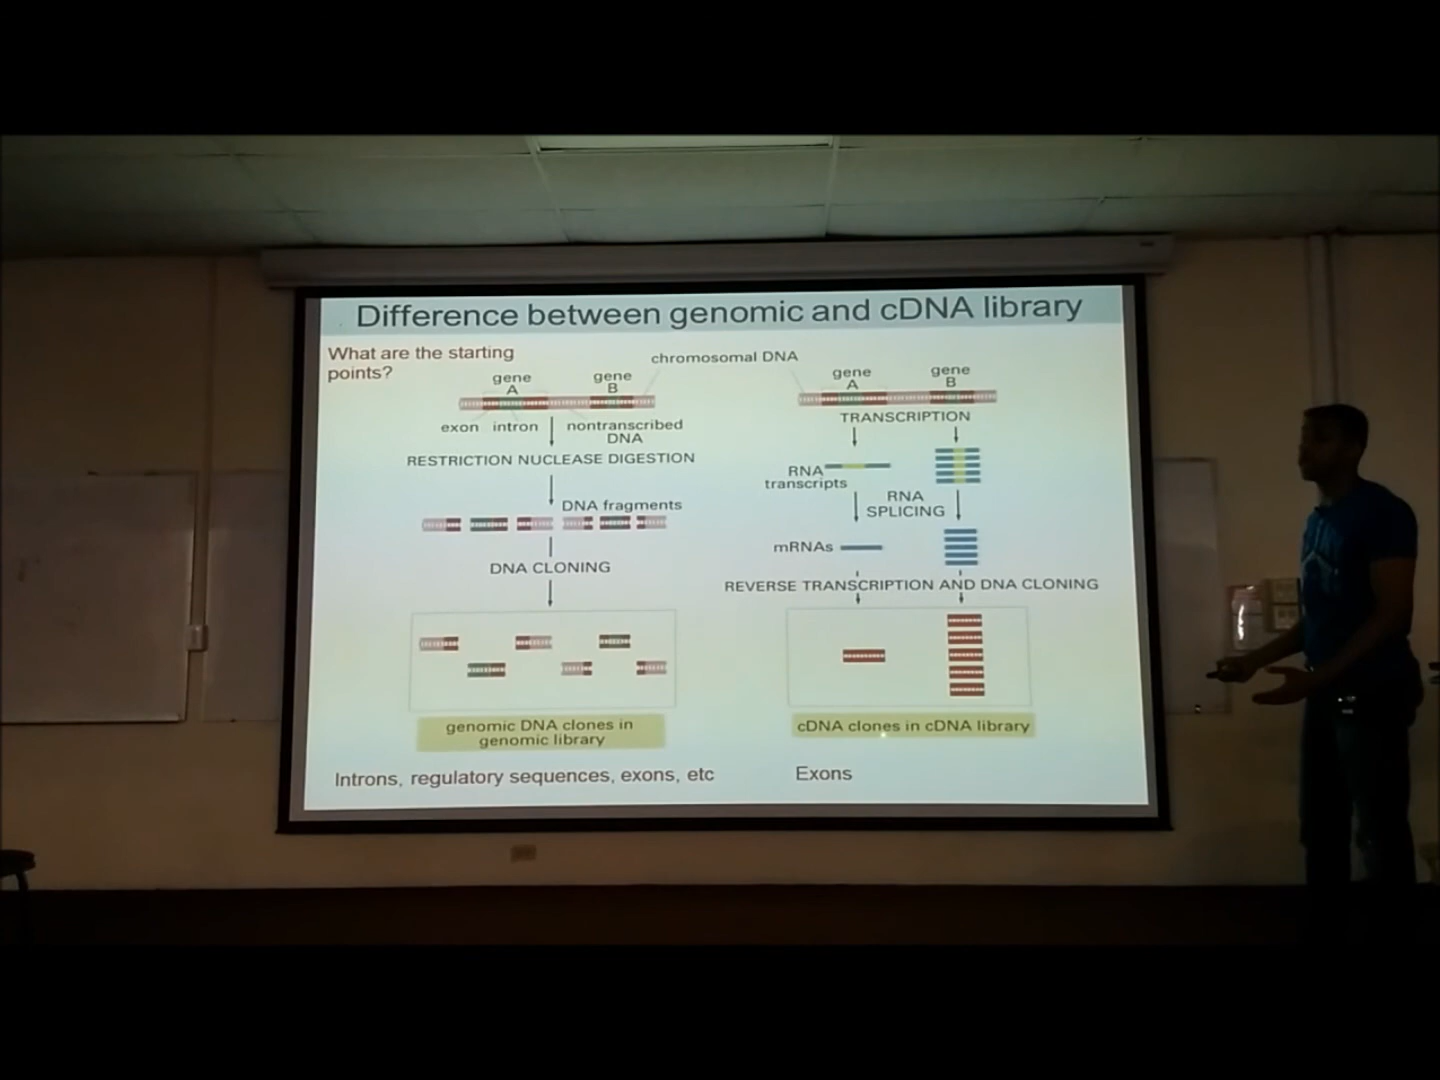 Difference between genomic and cDNA library
What are the starting
points?
chromosomal DNA
gene
A
gene
B
exon intron
nontranscribed
DNA
RESTRICTION NUCLEASE DIGESTION
DNA fragments
DNA CLONING
genomic DNA clones in
genomic library
Introns, regulatory sequences, exons, etc
gene
A
gene
B
TRANSCRIPTION
RNA
transcripts
RNA
SPLICING
mRNAs
REVERSE TRANSCRIPTION AND DNA CLONING
cDNA clones in cDNA library
Exons